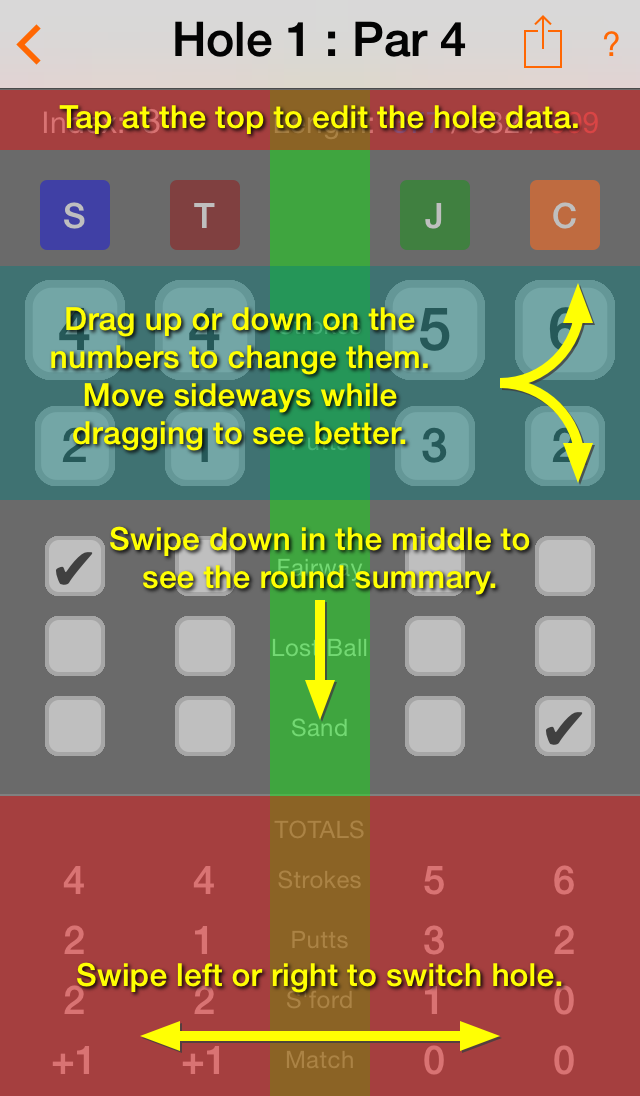 Hole 1 : Par 4
?
Tap at the top to edit the hole data.
S T J C
4 4 5 6
Drag up or down on the
numbers to change them.
Move sideways while
dragging to see better.
2 1 Putts 3 2
Swipe down in the middle to
see the round summary.
✔ Fairway
Lost Ball
Sand ✔
TOTALS
4 4 Strokes 5 6
2 1 Putts 3 2
Swipe left or right to switch hole.
2 2 S'ford 1 0
+1 +1 Match 0 0